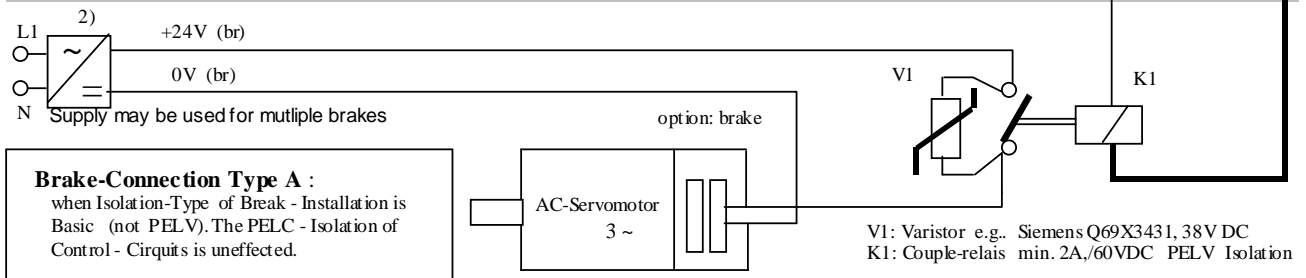 2)
L1
+24V (br)
~
0V (br)
V1
K1
N
Supply may be used for mutliple brakes
option: brake
Brake-Connection Type A :
when Isolation-Type of Break - Installation is
Basic (not PELV). The PELC - Isolation of
Control - Cirquits is uneffected.
AC-Servomotor
3 ~
V1: Varistor e.g.. Siemens Q69X3431, 38V DC
K1: Couple-relais min. 2A,/60VDC PELV Isolation